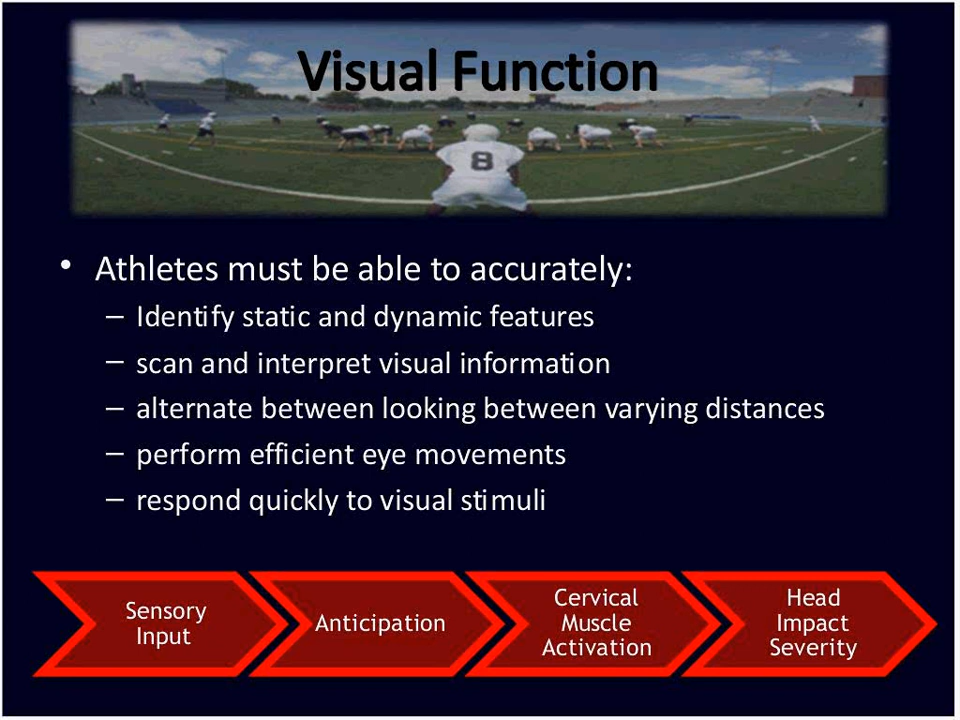 Visual Function
8
• Athletes must be able to accurately:
– Identify static and dynamic features
– scan and interpret visual information
– alternate between looking between varying distances
– perform efficient eye movements
– respond quickly to visual stimuli
Sensory
Input
Anticipation
Cervical
Muscle
Activation
Head
Impact
Severity